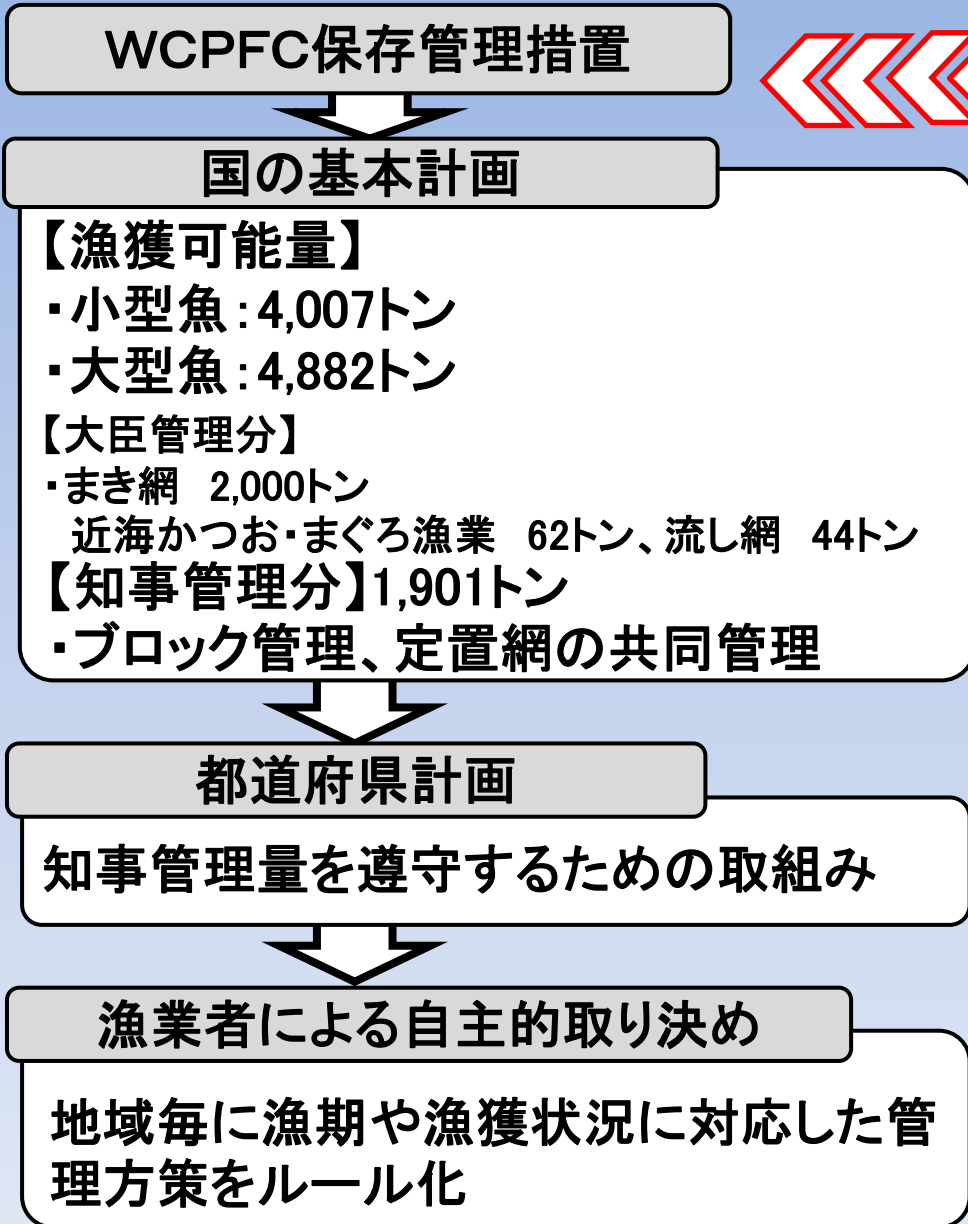 WCPFC保存管理措置
国の基本計画
【漁獲可能量】
・小型魚：4,007トン
・大型魚：4,882トン
【大臣管理分】
・まき網　2,000トン
近海かつお・まぐろ漁業　62トン、流し網　44トン
【知事管理分】1,901トン
・ブロック管理、定置網の共同管理
都道府県計画
知事管理量を遵守するための取組み
漁業者による自主的取り決め
地域毎に漁期や漁獲状況に対応した管
理方策をルール化